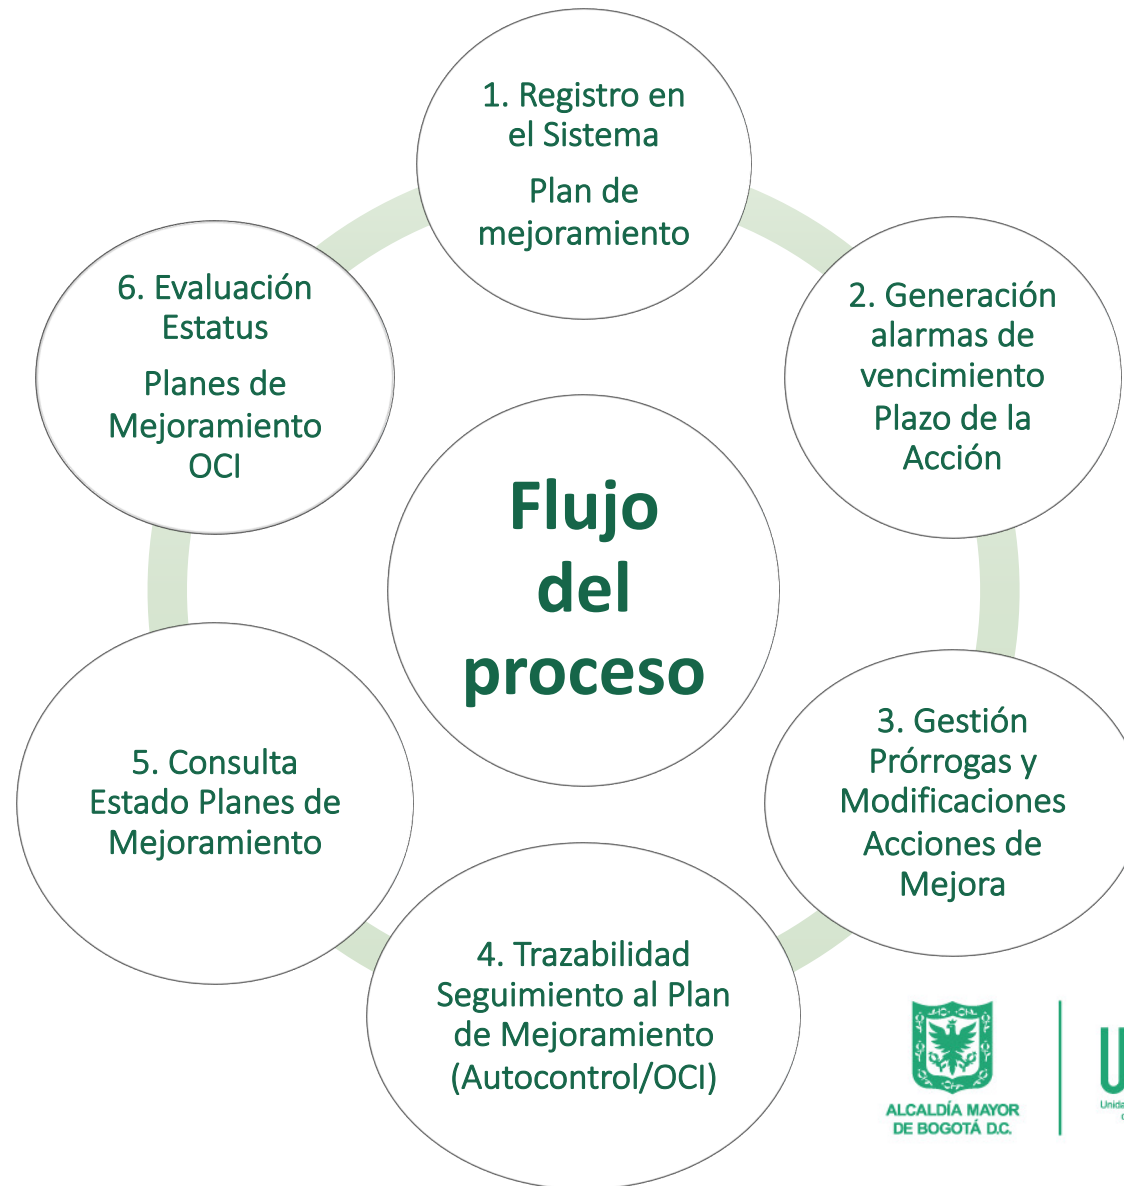 1. Registro en
el Sistema
Plan de
mejoramiento
2. Generación
alarmas de
vencimiento
Plazo de la
Acción
3. Gestión
Prórrogas y
Modificaciones
Acciones de
Mejora
4. Trazabilidad
Seguimiento al Plan
de Mejoramiento
(Autocontrol/OCI)
5. Consulta
Estado Planes de
Mejoramiento
6. Evaluación
Estatus
Planes de
Mejoramiento
OCI
Flujo
del
proceso
ALCALDÍA MAYOR
DE BOGOTÁ D.C.